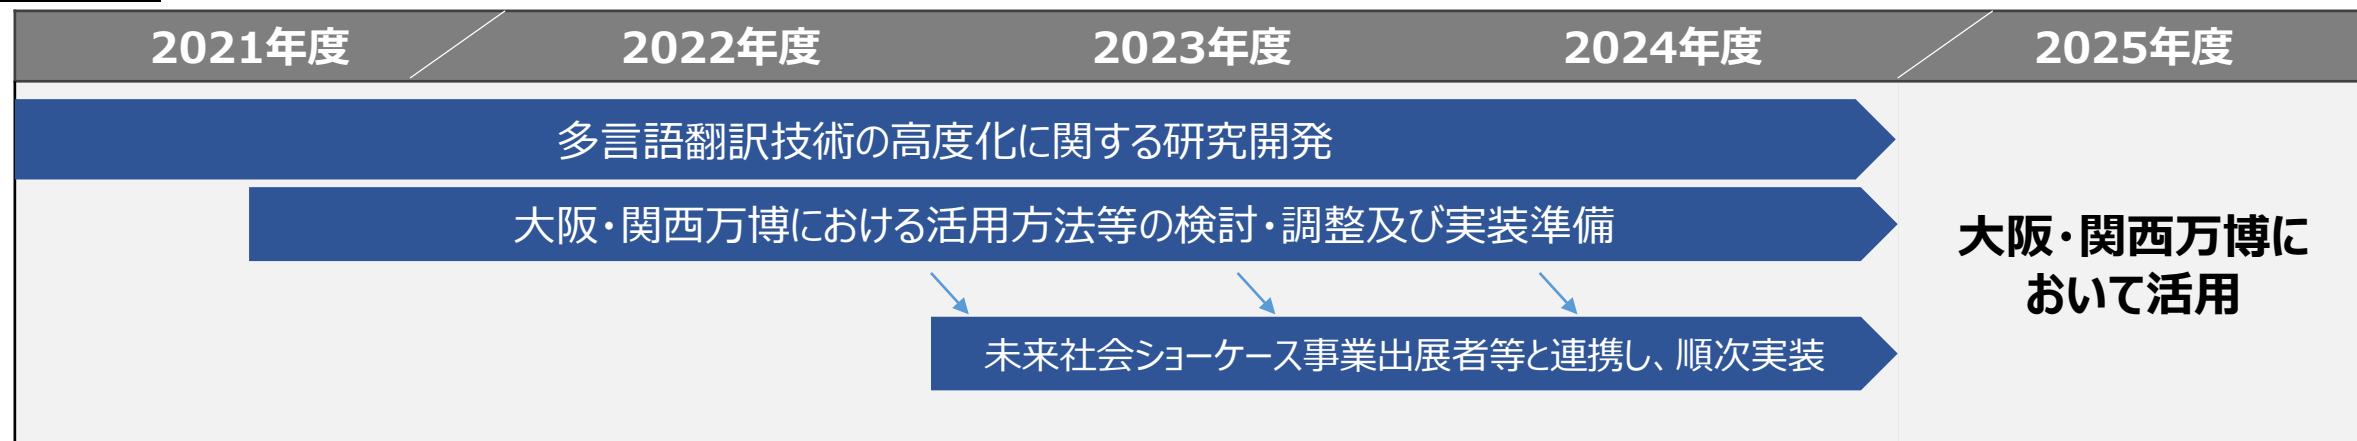 2021年度 2022年度 2023年度 2024年度 2025年度
多言語翻訳技術の高度化に関する研究開発
大阪・関西万博における活用方法等の検討・調整及び実装準備
未来社会ショーケース事業出展者等と連携し、順次実装
大阪・関西万博に
おいて活用